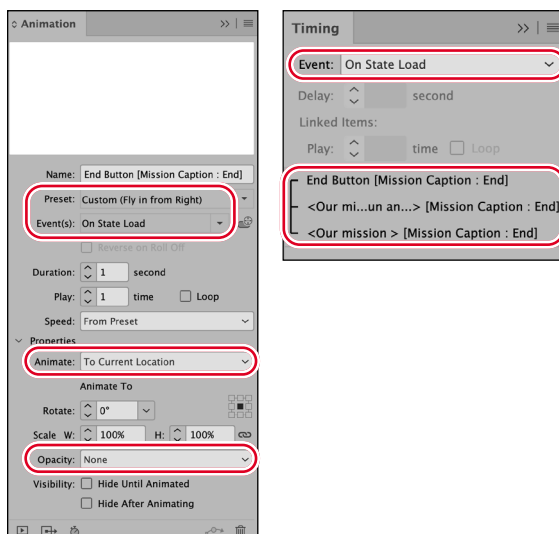 Animation
Name: End Button [Mission Caption : End]
Preset: Custom (Fly in from Right)
Event(s): On State Load
Reverse on Roll Off
Duration: 1 second
Play: 1 time Loop
Speed: From Preset
Properties
Animate: To Current Location
Animate To
Rotate: 0°
Scale W: 100% H: 100%
Opacity: None
Visibility: Hide Until Animated
Hide After Animating
Timing
Event: On State Load
Delay: second
Linked Items:
Play: time Loop
End Button [Mission Caption : End]
<Our mi...un an...> [Mission Caption : End]
<Our mission > [Mission Caption : End]